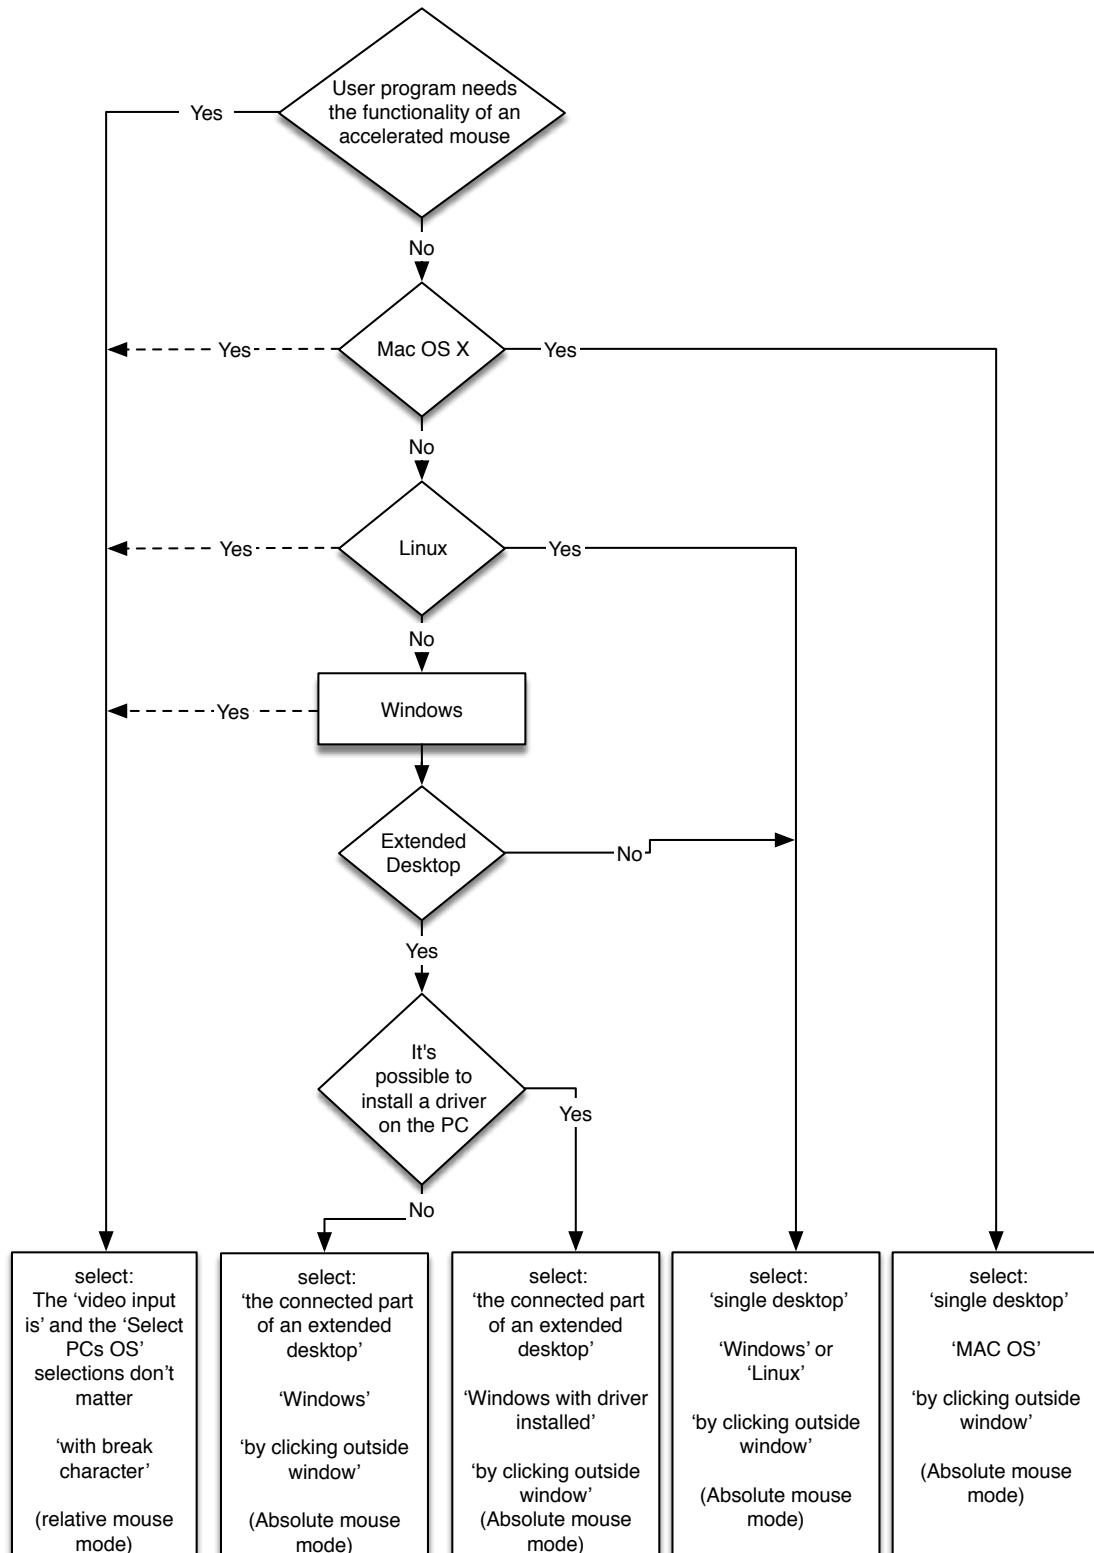 User program needs
the functionality of an
accelerated mouse
Yes
No
Yes
Mac OS X
Yes
No
Yes
Linux
Yes
No
Windows
Yes
Extended
Desktop
No
Yes
It's
possible to
install a driver
on the PC
Yes
No
select:
The ‘video input
is’ and the ‘Select
PCs OS’
selections don’t
matter
‘with break
character’
(relative mouse
mode)
select:
‘the connected part
of an extended
desktop’
‘Windows’
‘by clicking outside
window’
(Absolute mouse
mode)
select:
‘the connected part
of an extended
desktop’
‘Windows with driver
installed’
‘by clicking outside
window’
(Absolute mouse
mode)
select:
‘single desktop’
‘Windows’ or
‘Linux’
‘by clicking outside
window’
(Absolute mouse
mode)
select:
‘single desktop’
‘MAC OS’
‘by clicking outside
window’
(Absolute mouse
mode)